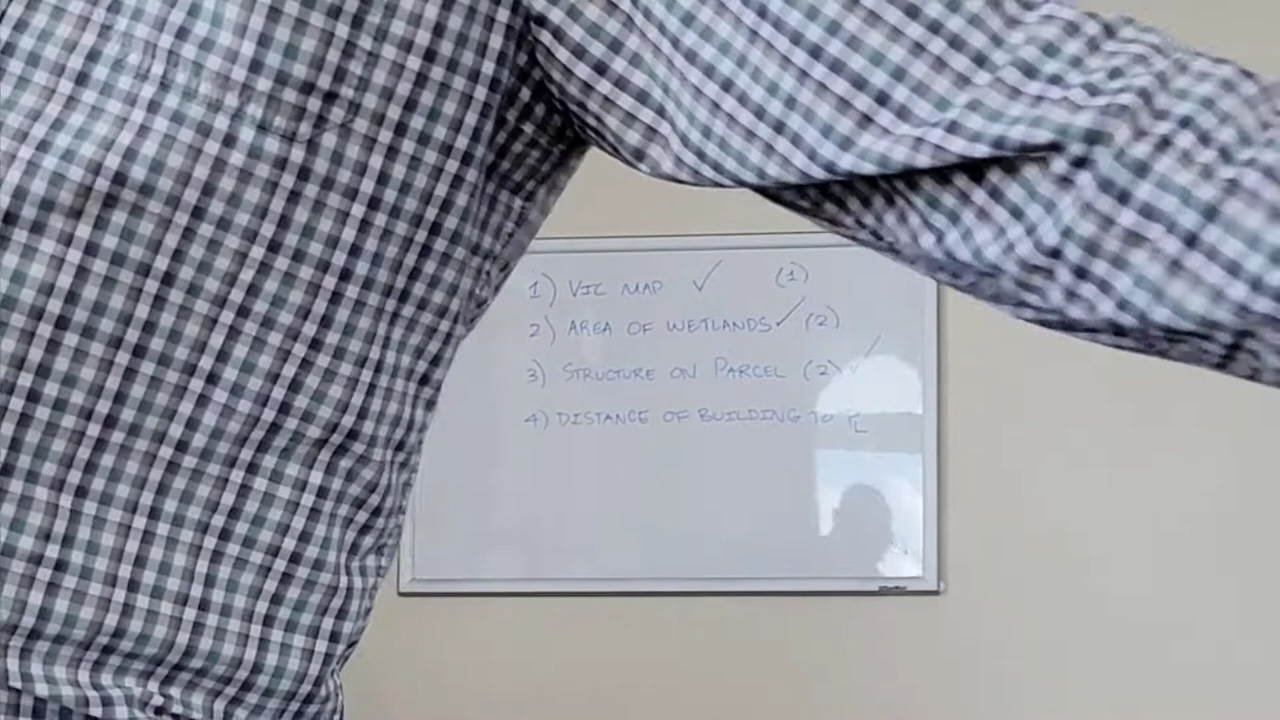 1) VIC MAP ✓ (1)
2) AREA OF WETLANDS ✓ (2)
3) STRUCTURE ON PARCEL (2) ✓
4) DISTANCE OF BUILDING TO PL